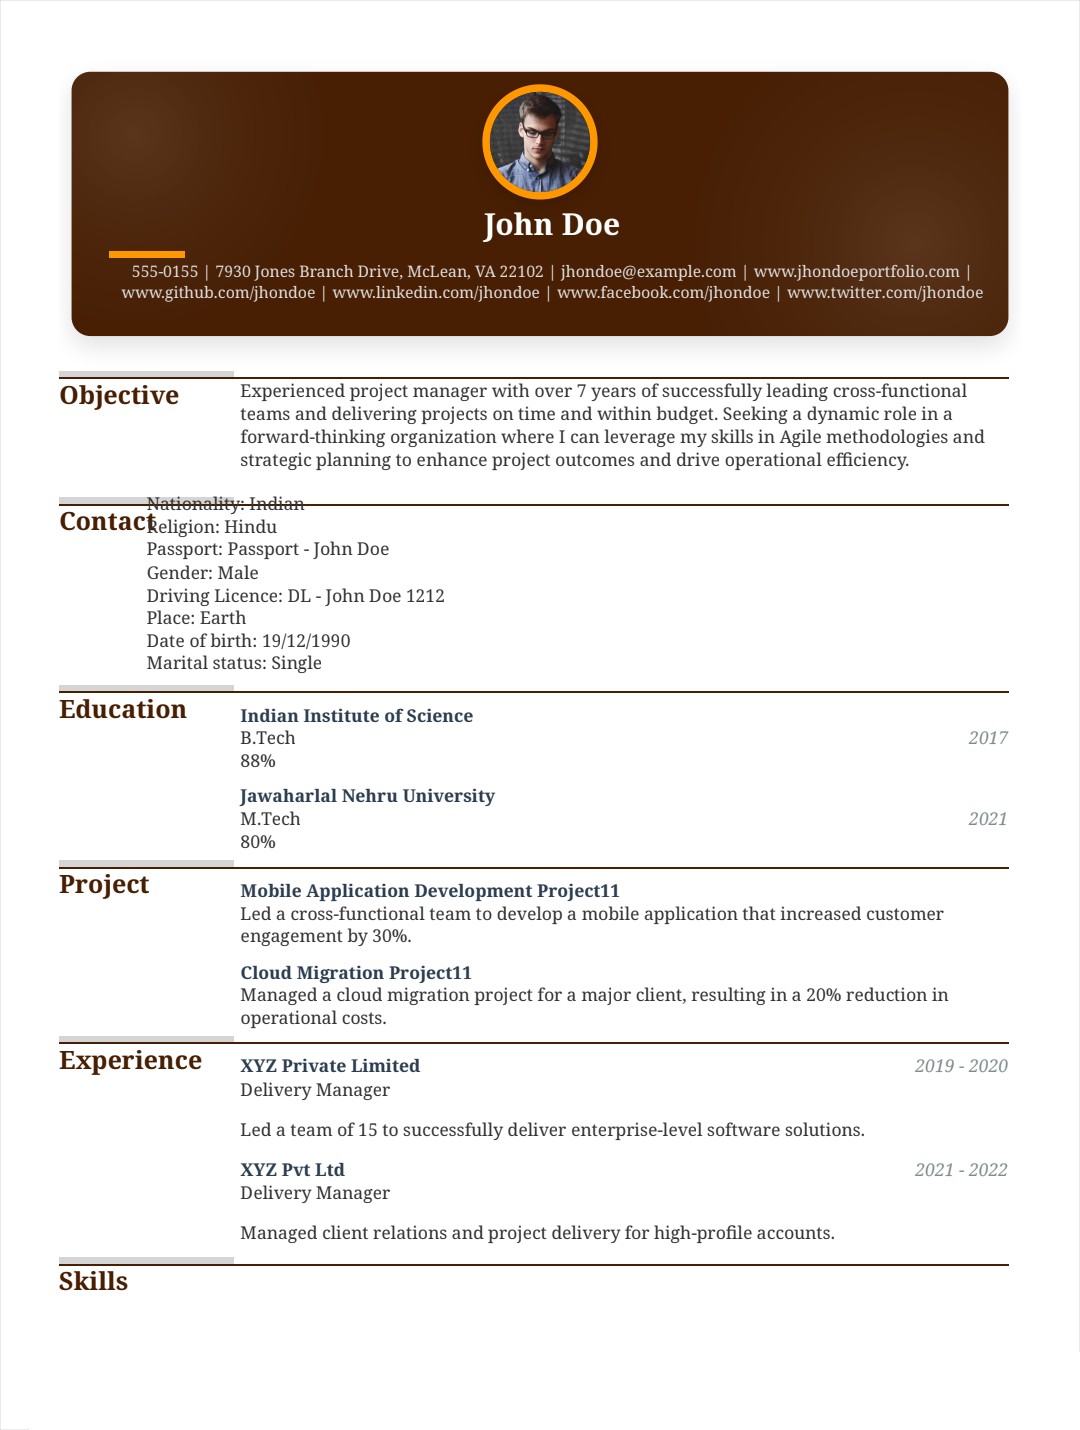 John Doe
555-0155 | 7930 Jones Branch Drive, McLean, VA 22102 | jhondoe@example.com | www.jhondoeportfolio.com |
www.github.com/jhondoe | www.linkedin.com/jhondoe | www.facebook.com/jhondoe | www.twitter.com/jhondoe
Objective
Experienced project manager with over 7 years of successfully leading cross-functional
teams and delivering projects on time and within budget. Seeking a dynamic role in a
forward-thinking organization where I can leverage my skills in Agile methodologies and
strategic planning to enhance project outcomes and drive operational efficiency.
Contact
Nationality: Indian
Religion: Hindu
Passport: Passport - John Doe
Gender: Male
Driving Licence: DL - John Doe 1212
Place: Earth
Date of birth: 19/12/1990
Marital status: Single
Education
Indian Institute of Science
B.Tech 2017
88%
Jawaharlal Nehru University
M.Tech 2021
80%
Project
Mobile Application Development Project11
Led a cross-functional team to develop a mobile application that increased customer
engagement by 30%.
Cloud Migration Project11
Managed a cloud migration project for a major client, resulting in a 20% reduction in
operational costs.
Experience
XYZ Private Limited 2019 - 2020
Delivery Manager
Led a team of 15 to successfully deliver enterprise-level software solutions.
XYZ Pvt Ltd 2021 - 2022
Delivery Manager
Managed client relations and project delivery for high-profile accounts.
Skills